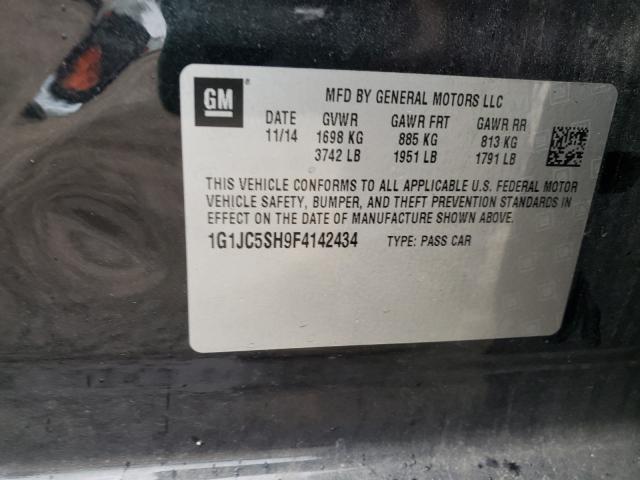 GM ®
MFD BY GENERAL MOTORS LLC
DATE GVWR GAWR FRT GAWR RR
11/14 1698 KG 885 KG 813 KG
3742 LB 1951 LB 1791 LB
THIS VEHICLE CONFORMS TO ALL APPLICABLE U.S. FEDERAL MOTOR
VEHICLE SAFETY, BUMPER, AND THEFT PREVENTION STANDARDS IN
EFFECT ON THE DATE OF MANUFACTURE SHOWN ABOVE.
1G1JC5SH9F4142434 TYPE: PASS CAR